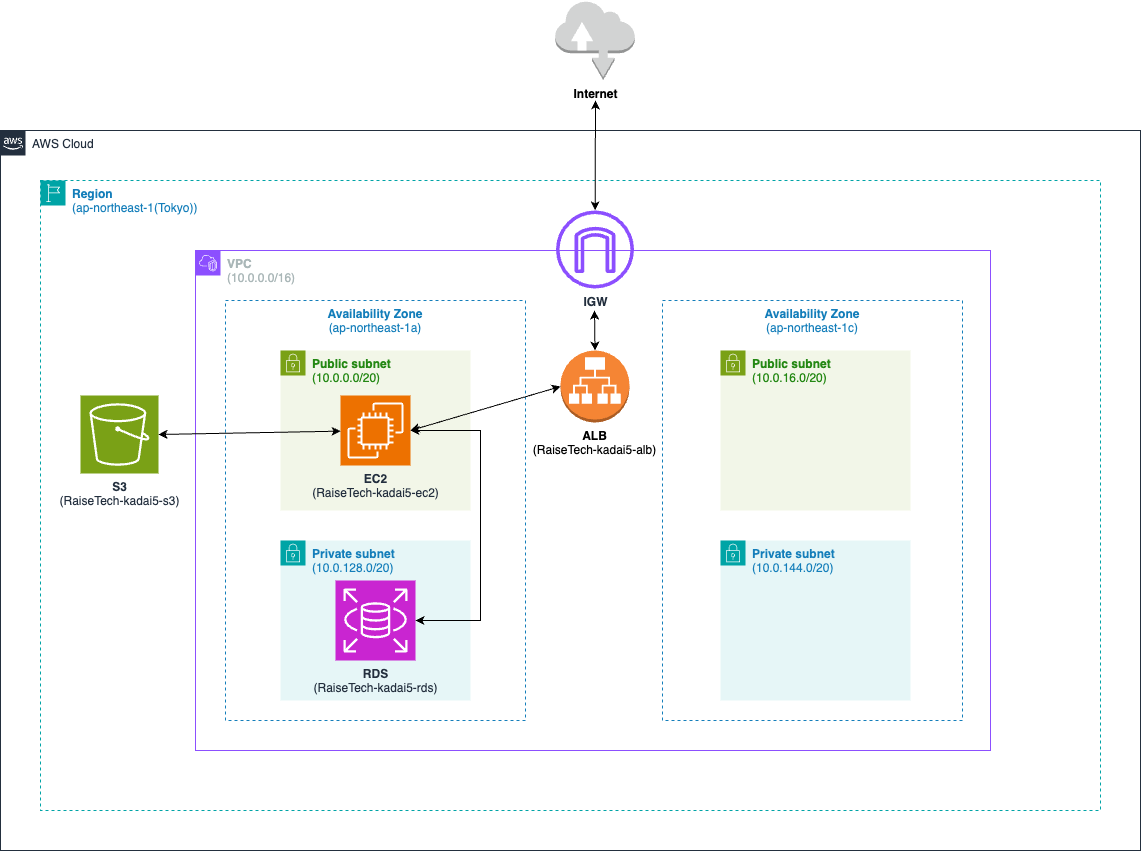 Internet
aws
AWS Cloud
Region
(ap-northeast-1(Tokyo))
VPC
(10.0.0.0/16)
IGW
Availability Zone
(ap-northeast-1a)
Availability Zone
(ap-northeast-1c)
Public subnet
(10.0.0.0/20)
Public subnet
(10.0.16.0/20)
ALB
(RaiseTech-kadai5-alb)
S3
(RaiseTech-kadai5-s3)
EC2
(RaiseTech-kadai5-ec2)
Private subnet
(10.0.128.0/20)
Private subnet
(10.0.144.0/20)
RDS
(RaiseTech-kadai5-rds)